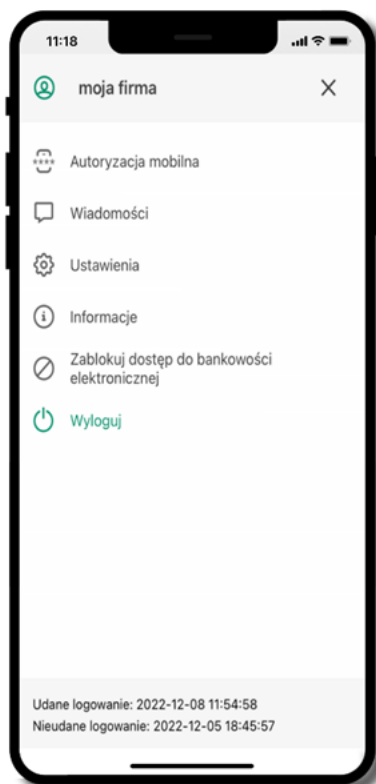 11:18
moja firma
Autoryzacja mobilna
Wiadomości
Ustawienia
Informacje
Zablokuj dostęp do bankowości
elektronicznej
Wyloguj
Udane logowanie: 2022-12-08 11:54:58
Nieudane logowanie: 2022-12-05 18:45:57